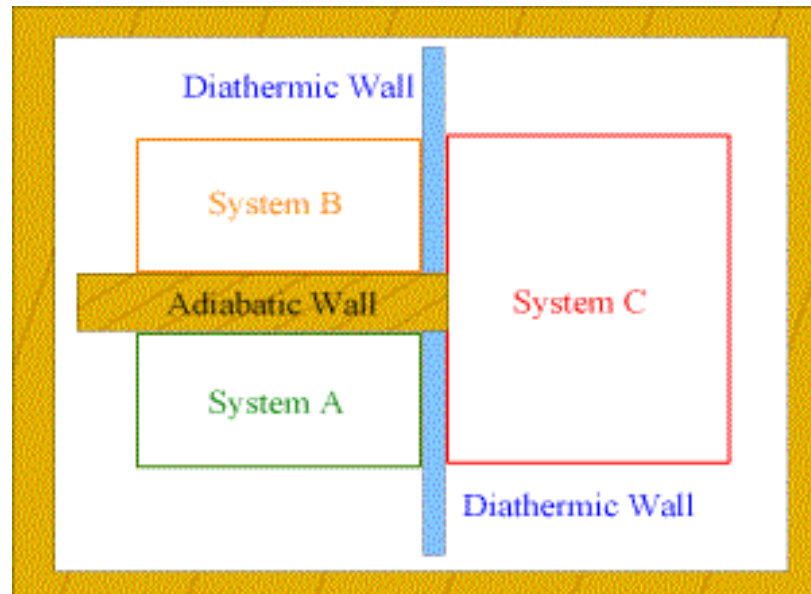 Diathermic Wall
System B
Adiabatic Wall
System C
System A
Diathermic Wall